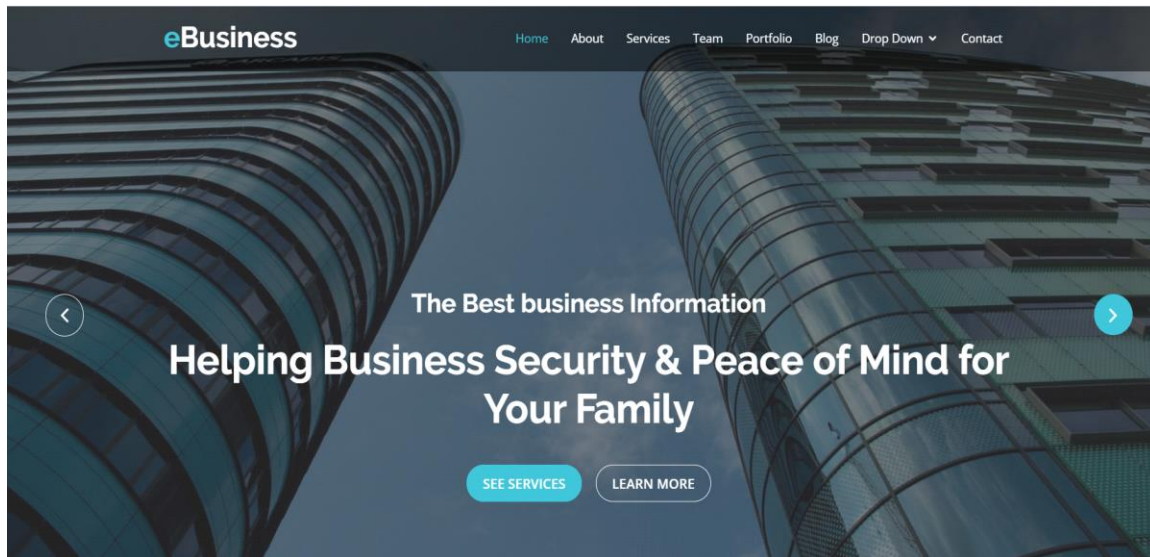 eBusiness
Home About Services Team Portfolio Blog Drop Down Contact
ARCADIS
The Best business Information
Helping Business Security & Peace of Mind for
Your Family
SEE SERVICES LEARN MORE